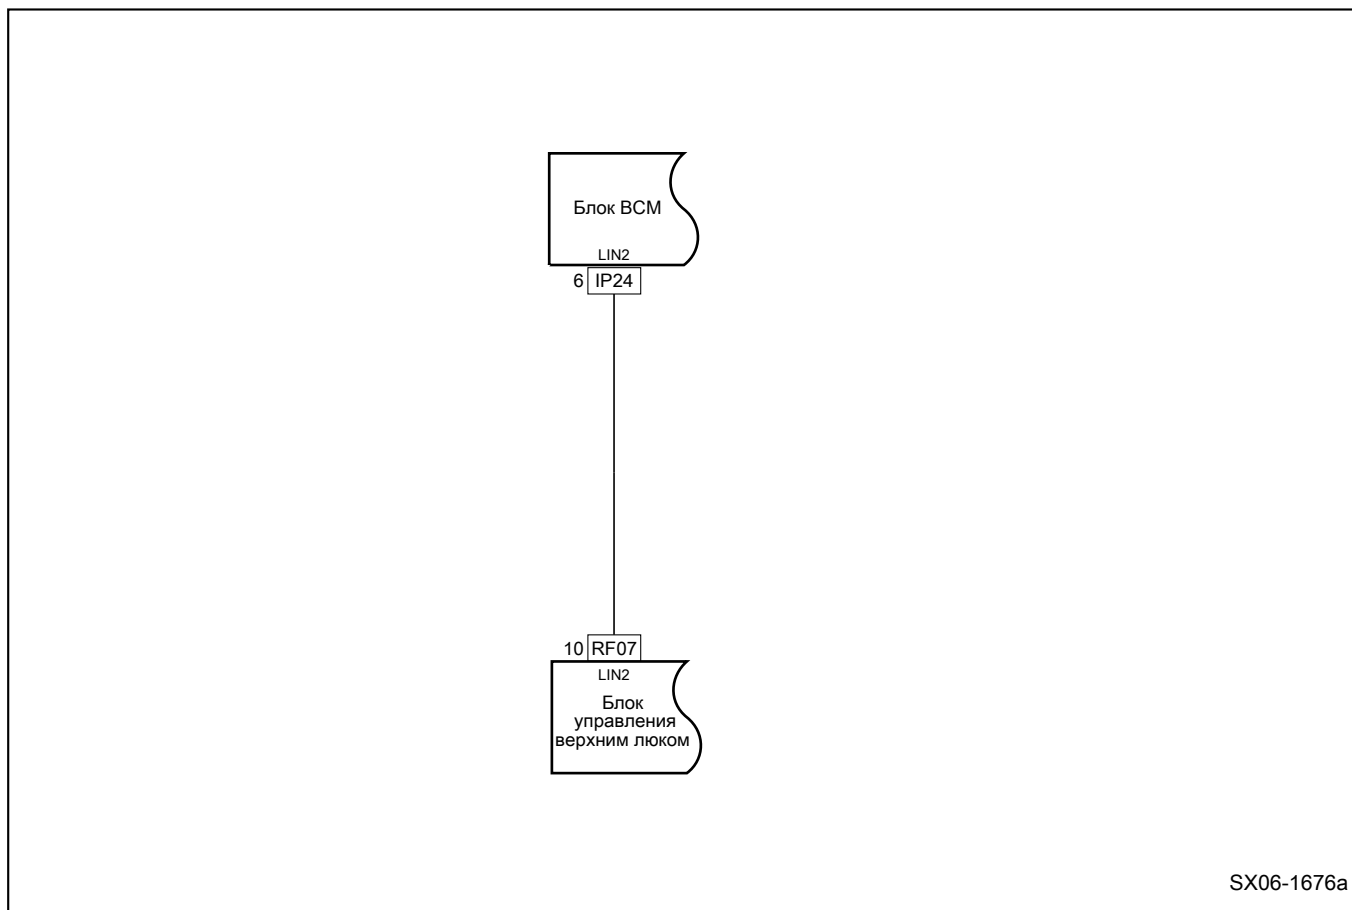 Блок BCM
LIN2
6 IP24
10 RF07
LIN2
Блок
управления
верхним люком
SX06-1676a